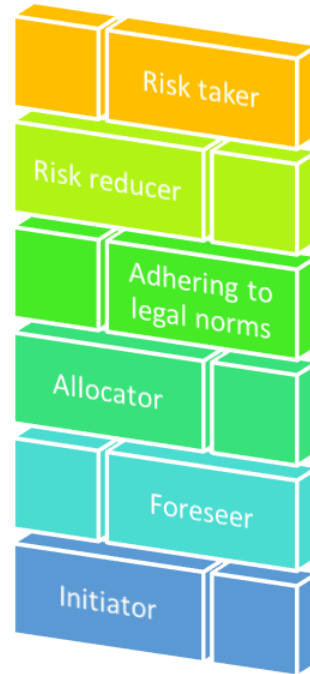 Risk taker
Risk reducer
Adhering to
legal norms
Allocator
Foreseer
Initiator